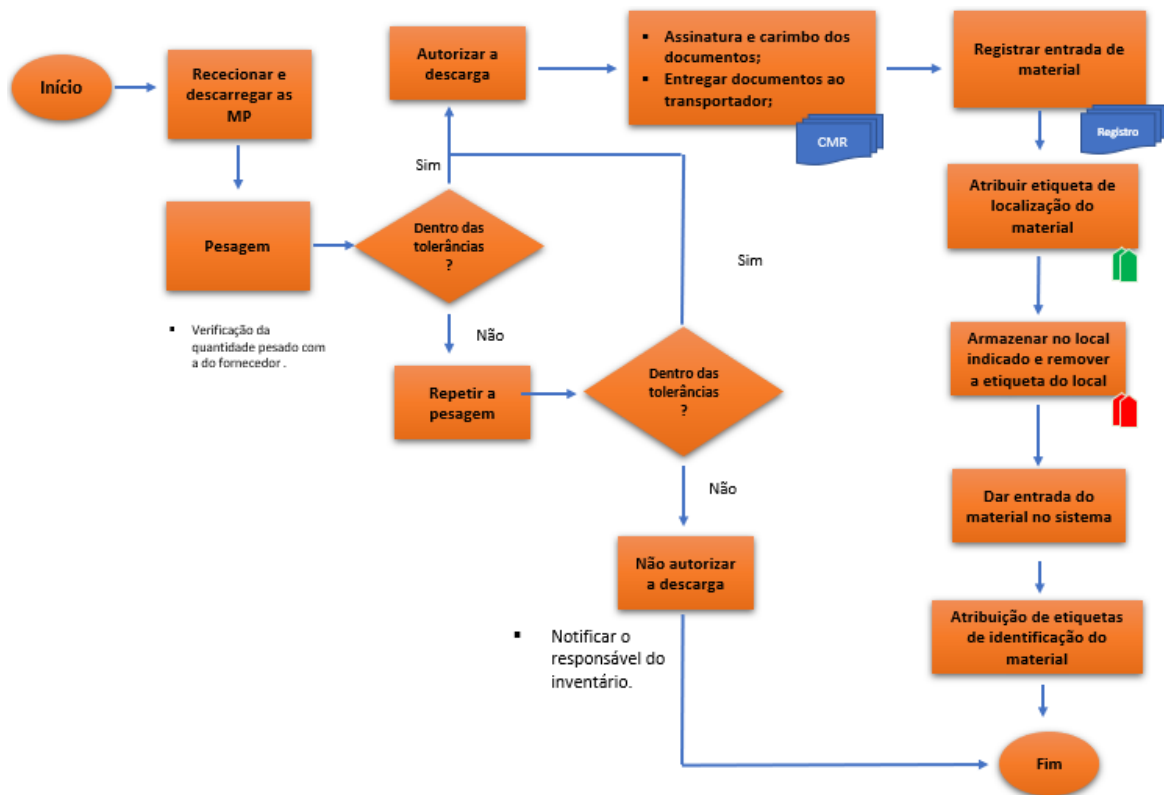 Início
Rececionar e
descarregar as
MP
Autorizar a
descarga
▪ Assinatura e carimbo dos
documentos;
▪ Entregar documentos ao
transportador;
CMR
Registrar entrada de
material
Registro
Sim
Pesagem
Dentro das
tolerâncias
?
▪ Verificação da
quantidade pesado com
a do fornecedor .
Não
Sim
Repetir a
pesagem
Dentro das
tolerâncias
?
Não
Não autorizar
a descarga
▪ Notificar o
responsável do
inventário.
Atribuir etiqueta de
localização do
material
Armazenar no local
indicado e remover
a etiqueta do local
Dar entrada do
material no sistema
Atribuição de etiquetas
de identificação do
material
Fim